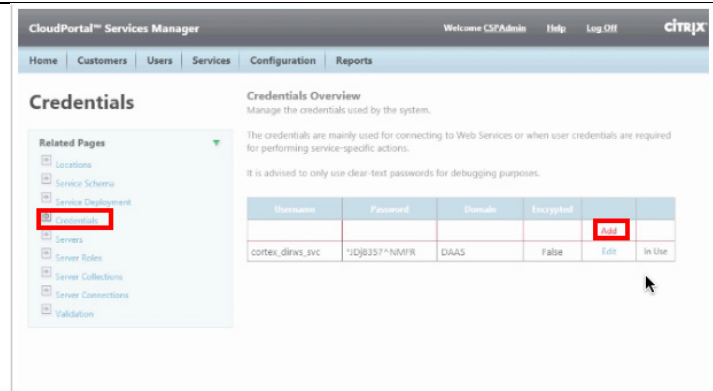 CloudPortal™ Services Manager
Welcome CSPAdmin Help Log Off CITRIX
Home Customers Users Services Configuration Reports
Credentials
Related Pages
Locations
Service Schema
Service Deployment
Credentials
Servers
Server Roles
Server Collections
Server Connections
Validation
Credentials Overview
Manage the credentials used by the system.
The credentials are mainly used for connecting to Web Services or when user credentials are required
for performing service-specific actions.
It is advised to only use clear-text passwords for debugging purposes.
Username Password Domain Encrypted
Add
cortex_dirws_svc DAAS False Edit In Use